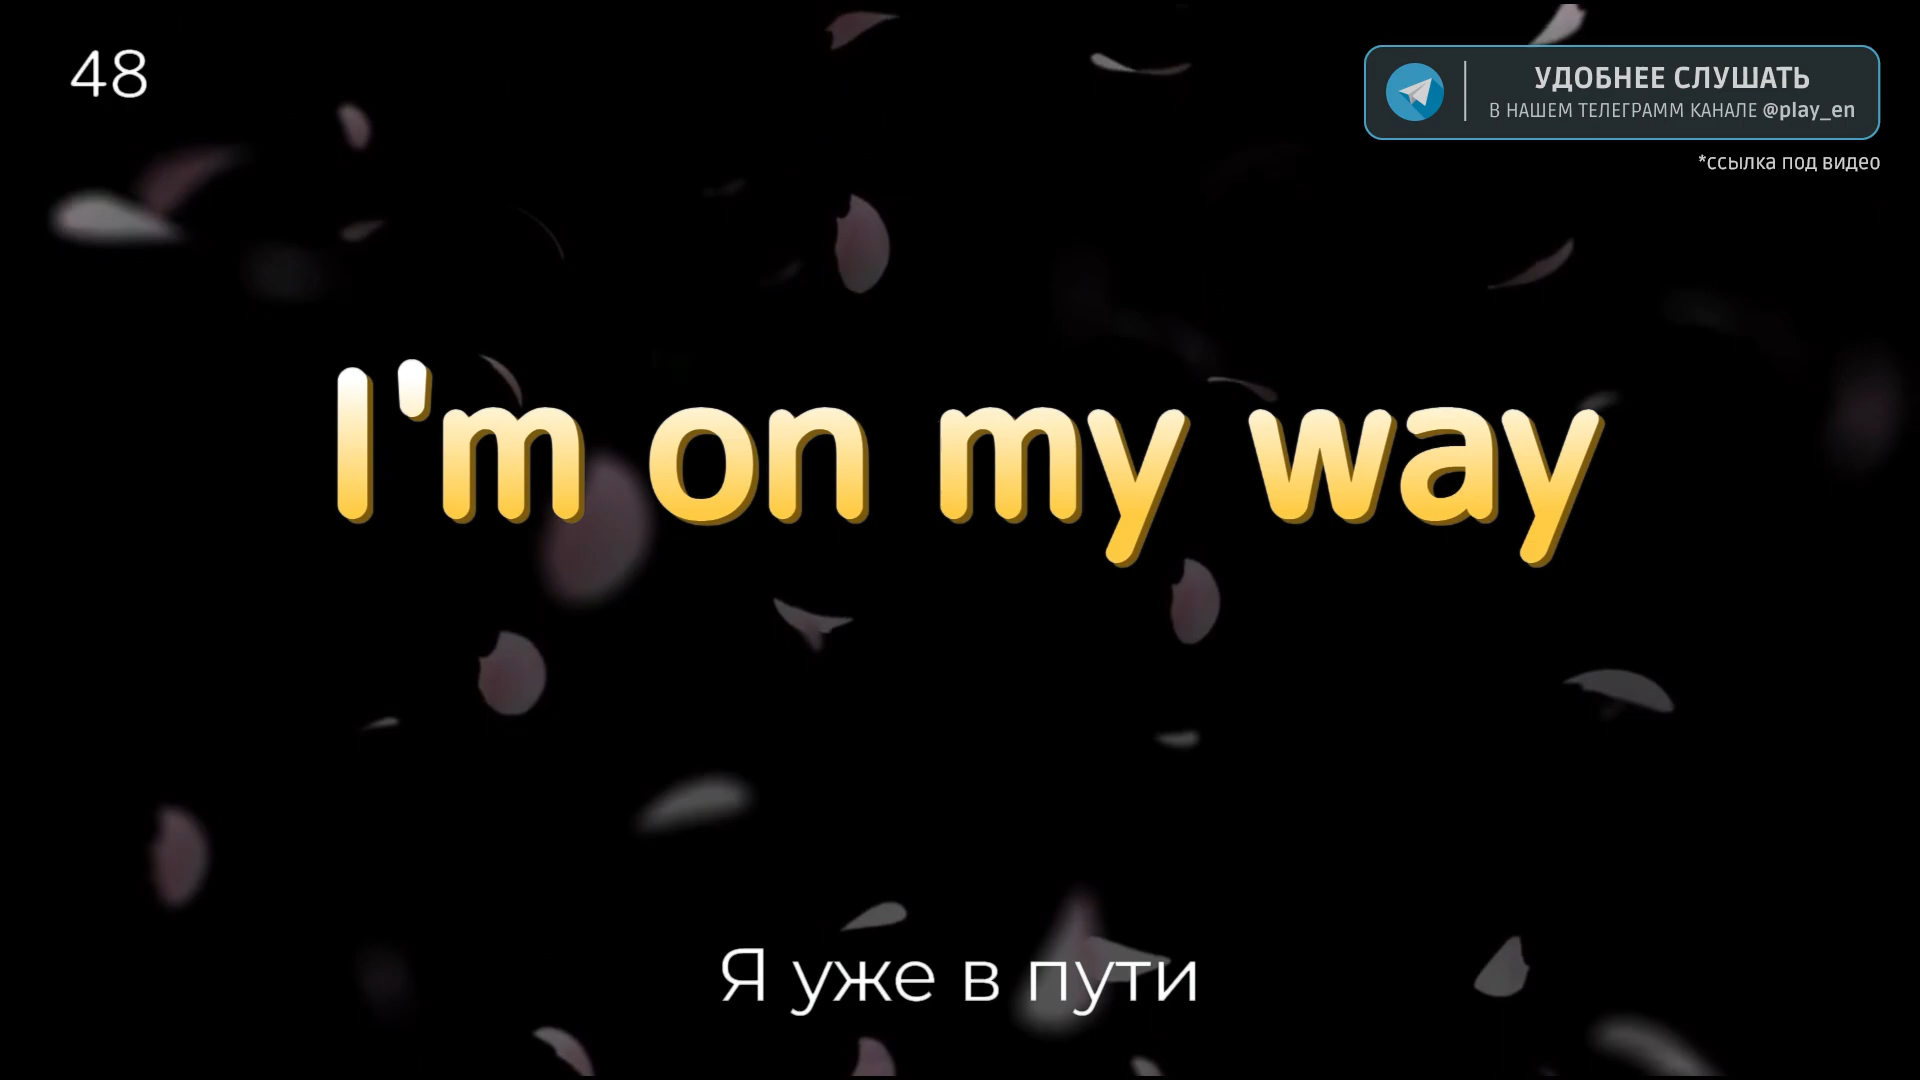 48
УДОБНЕЕ СЛУШАТЬ
В НАШЕМ ТЕЛЕГРАММ КАНАЛЕ @play_en
*ссылка под видео
I'm on my way
Я уже в пути